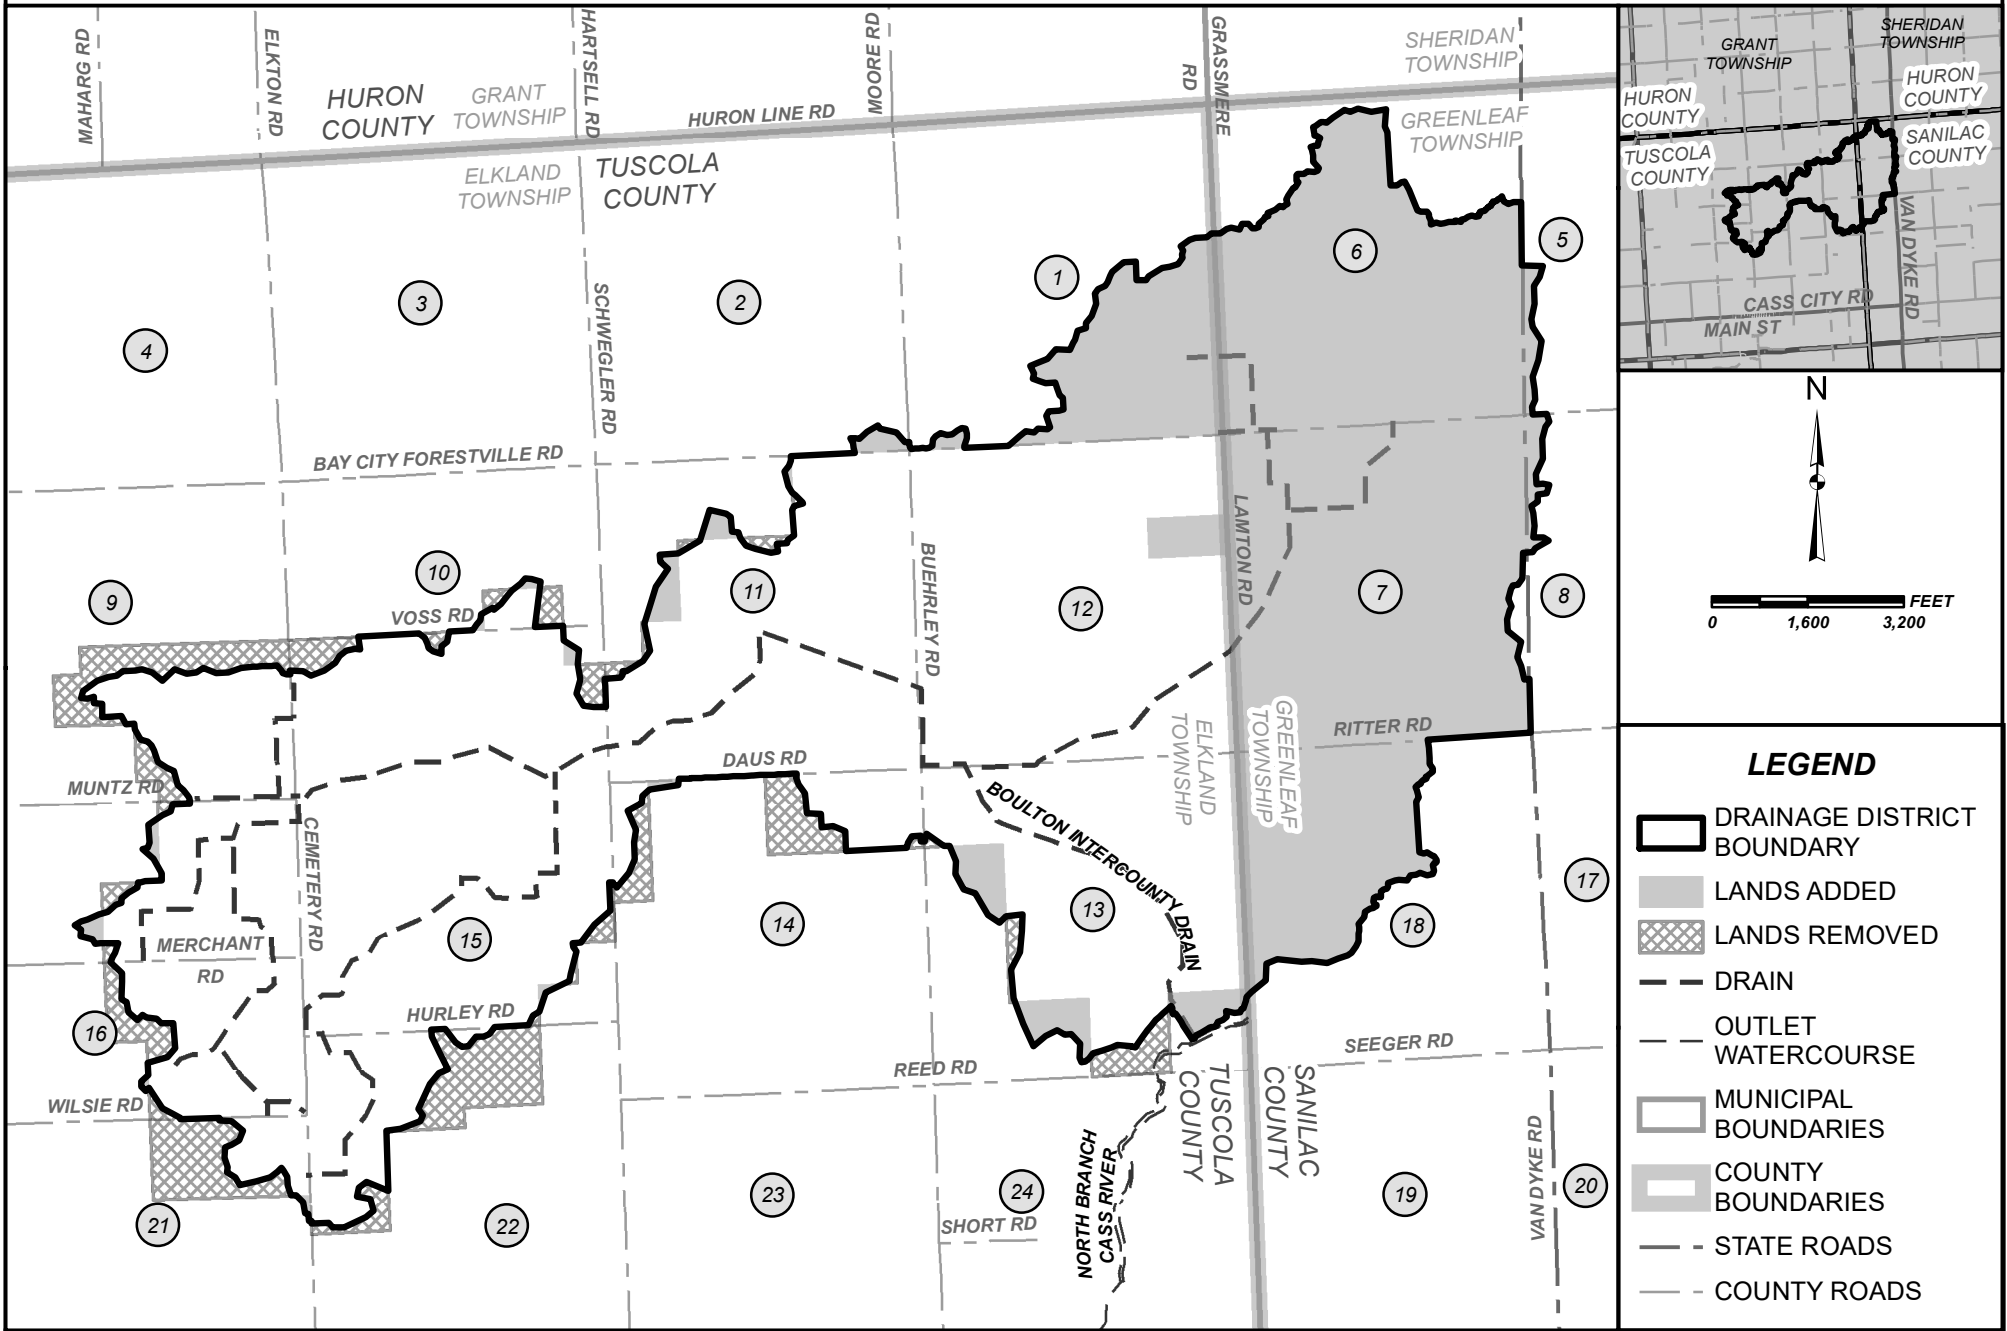 MAHARG RD
ELKTON RD
HARTSELL RD
MOORE RD
GRASSMERE
RD
HURON
COUNTY
GRANT
TOWNSHIP
HURON LINE RD
SHERIDAN
TOWNSHIP
GREENLEAF
TOWNSHIP
ELKLAND
TOWNSHIP
TUSCOLA
COUNTY
1
2
3
4
5
6
SCHWEGLER RD
BAY CITY FORESTVILLE RD
LAMTON RD
BUEHRLEY RD
7
8
9
10
11
12
VOSS RD
ELKLAND
TOWNSHIP
GREENLEAF
TOWNSHIP
RITTER RD
DAUS RD
MUNTZ RD
BOULTON INTERCOUNTY DRAIN
CEMETERY RD
13
14
15
16
17
18
MERCHANT
RD
HURLEY RD
SEEGER RD
REED RD
WILSIE RD
TUSCOLA
COUNTY
SANILAC
COUNTY
VAN DYKE RD
NORTH BRANCH
CASS RIVER
SHORT RD
19
20
21
22
23
24
GRANT
TOWNSHIP
SHERIDAN
TOWNSHIP
HURON
COUNTY
HURON
COUNTY
TUSCOLA
COUNTY
SANILAC
COUNTY
VAN DYKE RD
CASS CITY RD
MAIN ST
N
FEET
0 1,600 3,200
LEGEND
DRAINAGE DISTRICT
BOUNDARY
LANDS ADDED
LANDS REMOVED
DRAIN
OUTLET
WATERCOURSE
MUNICIPAL
BOUNDARIES
COUNTY
BOUNDARIES
STATE ROADS
COUNTY ROADS